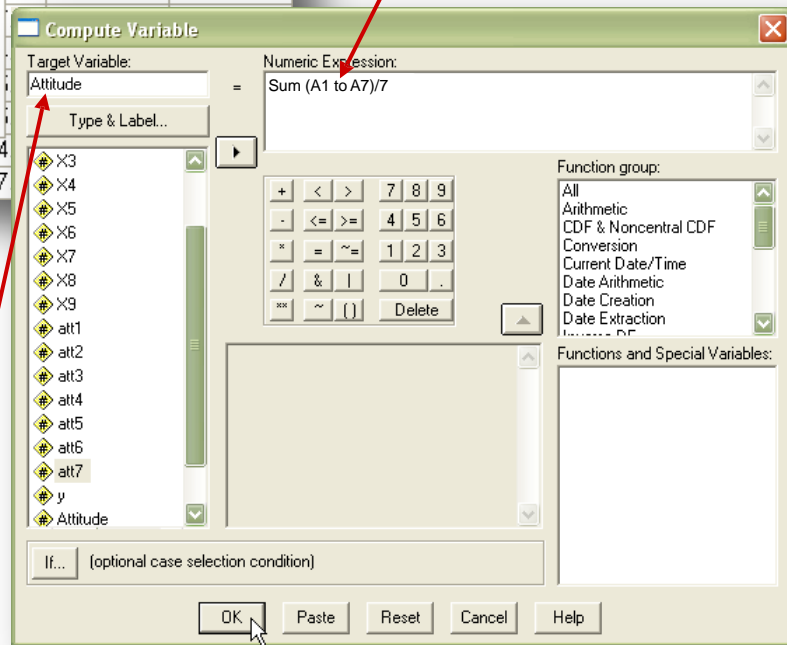 Compute Variable
Target Variable:
Attitude
=
Numeric Expression:
Sum (A1 to A7)/7
Type & Label...
4
7
X3
X4
X5
X6
X7
X8
X9
att1
att2
att3
att4
att5
att6
att7
y
Attitude
+ < > 7 8 9
- <= >= 4 5 6
* = ~= 1 2 3
/ & | 0 .
** ~ () Delete
Function group:
All
Arithmetic
CDF & Noncentral CDF
Conversion
Current Date/Time
Date Arithmetic
Date Creation
Date Extraction
Functions and Special Variables:
If... (optional case selection condition)
OK Paste Reset Cancel Help